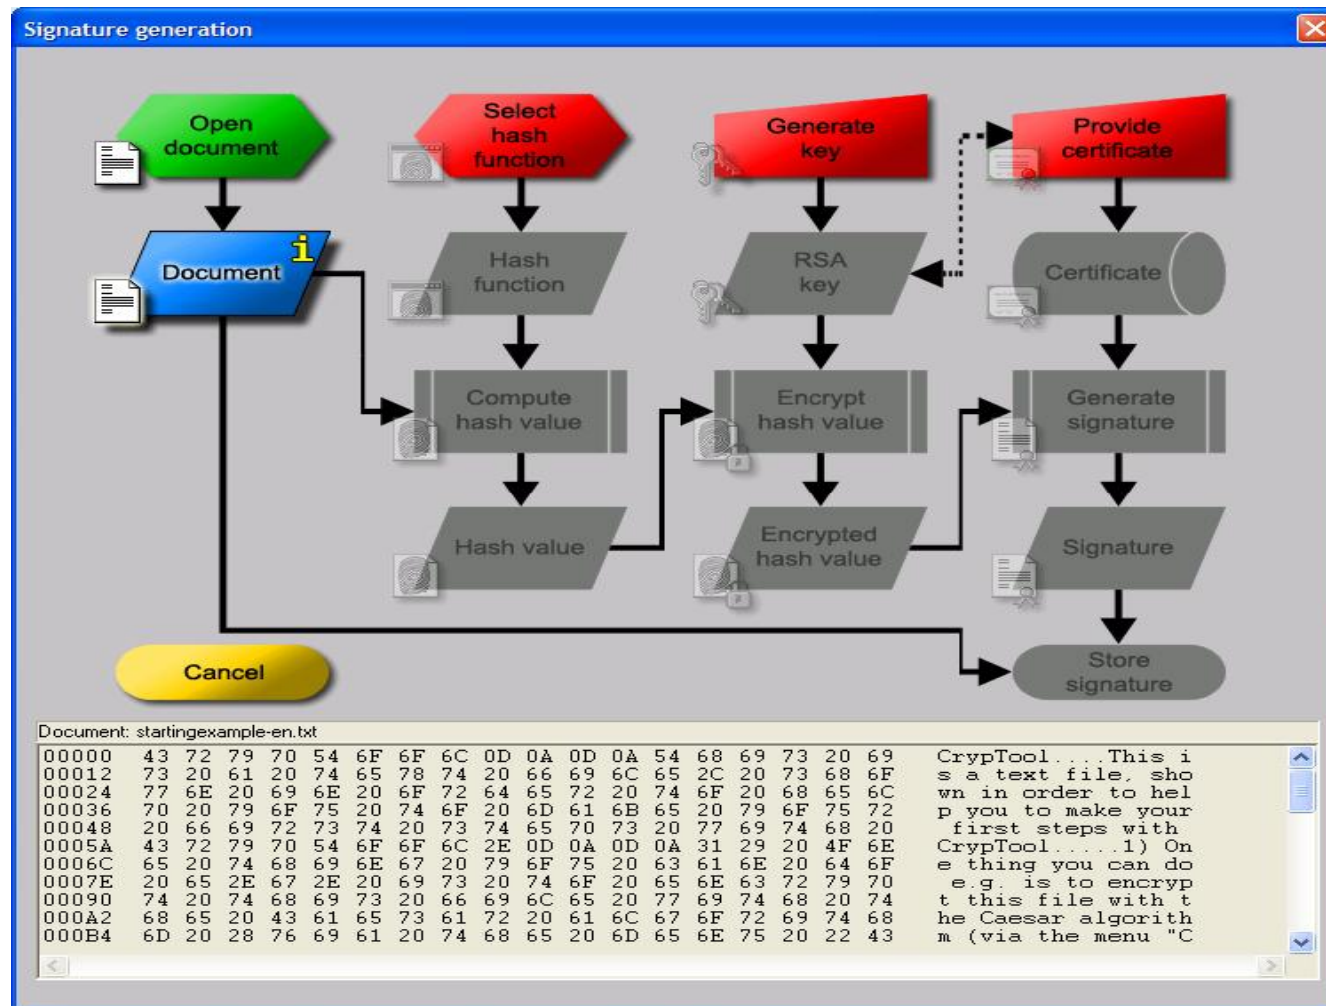 Signature generation
Open
document
Select
hash
function
Generate
key
Provide
certificate
Document
i
Hash
function
RSA
key
Certificate
Compute
hash value
Encrypt
hash value
Generate
signature
Hash value
Encrypted
hash value
Signature
Cancel
Store
signature
Document: startingexample-en.txt
00000 43 72 79 70 54 6F 6F 6C 0D 0A 0D 0A 54 68 69 73 20 69 CrypTool....This i
00012 73 20 61 20 74 65 78 74 20 66 69 6C 65 2C 20 73 68 6F s a text file, sho
00024 77 6E 20 69 6E 20 6F 72 64 65 72 20 74 6F 20 68 65 6C wn in order to hel
00036 70 20 79 6F 75 20 74 6F 20 6D 61 6B 65 20 79 6F 75 72 p you to make your
00048 20 66 69 72 73 74 20 73 74 65 70 73 20 77 69 74 68 20 first steps with
0005A 43 72 79 70 54 6F 6F 6C 2E 0D 0A 0D 0A 31 29 20 4F 6E CrypTool.....1) On
0006C 65 20 74 68 69 6E 67 20 79 6F 75 20 63 61 6E 20 64 6F e thing you can do
0007E 20 65 2E 67 2E 20 69 73 20 74 6F 20 65 6E 63 72 79 70 e.g. is to encryp
00090 74 20 74 68 69 73 20 66 69 6C 65 20 77 69 74 68 20 74 t this file with t
000A2 68 65 20 43 61 65 73 61 72 20 61 6C 67 6F 72 69 74 68 he Caesar algorith
000B4 6D 20 28 76 69 61 20 74 68 65 20 6D 65 6E 75 20 22 43 m (via the menu "C